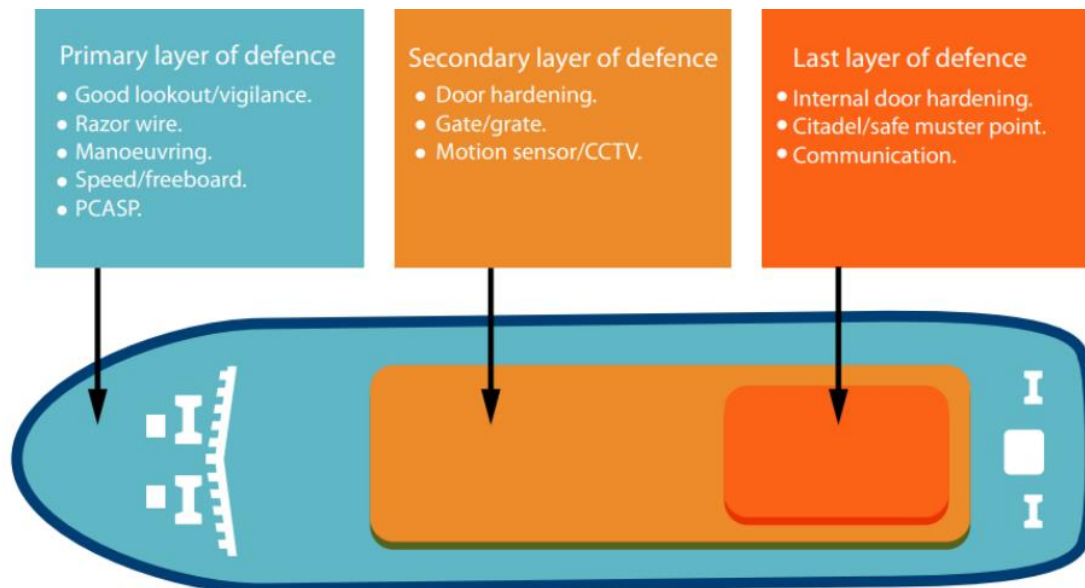 Primary layer of defence
● Good lookout/vigilance.
● Razor wire.
● Manoeuvring.
● Speed/freeboard.
● PCASP.
Secondary layer of defence
● Door hardening.
● Gate/grate.
● Motion sensor/CCTV.
Last layer of defence
● Internal door hardening.
● Citadel/safe muster point.
● Communication.